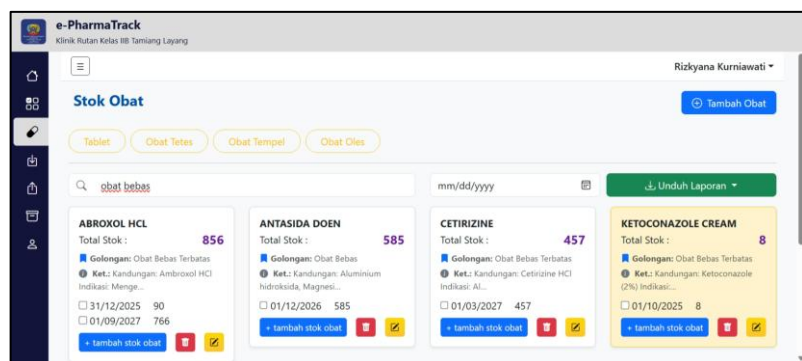 e-PharmaTrack
Klinik Rutan Kelas IIB Tamiang Layang
Rizkyana Kurniawati
Stok Obat
Tambah Obat
Tablet
Obat Tetes
Obat Tempel
Obat Oles
obat bebas
mm/dd/yyyy
Unduh Laporan
ABROXOL HCL
Total Stok : 856
Golongan: Obat Bebas Terbatas
Ket.: Kandungan: Ambroxol HCl
Indikasi: Menge...
31/12/2025 90
01/09/2027 766
+ tambah stok obat
ANTASIDA DOEN
Total Stok : 585
Golongan: Obat Bebas
Ket.: Kandungan: Aluminium
hidroksida, Magnesi...
01/12/2026 585
+ tambah stok obat
CETIRIZINE
Total Stok : 457
Golongan: Obat Bebas Terbatas
Ket.: Kandungan: Cetirizine HCl
Indikasi: Al...
01/03/2027 457
+ tambah stok obat
KETOCONAZOLE CREAM
Total Stok : 8
Golongan: Obat Bebas Terbatas
Ket.: Kandungan: Ketoconazole
(2%) Indikasi:...
01/10/2025 8
+ tambah stok obat